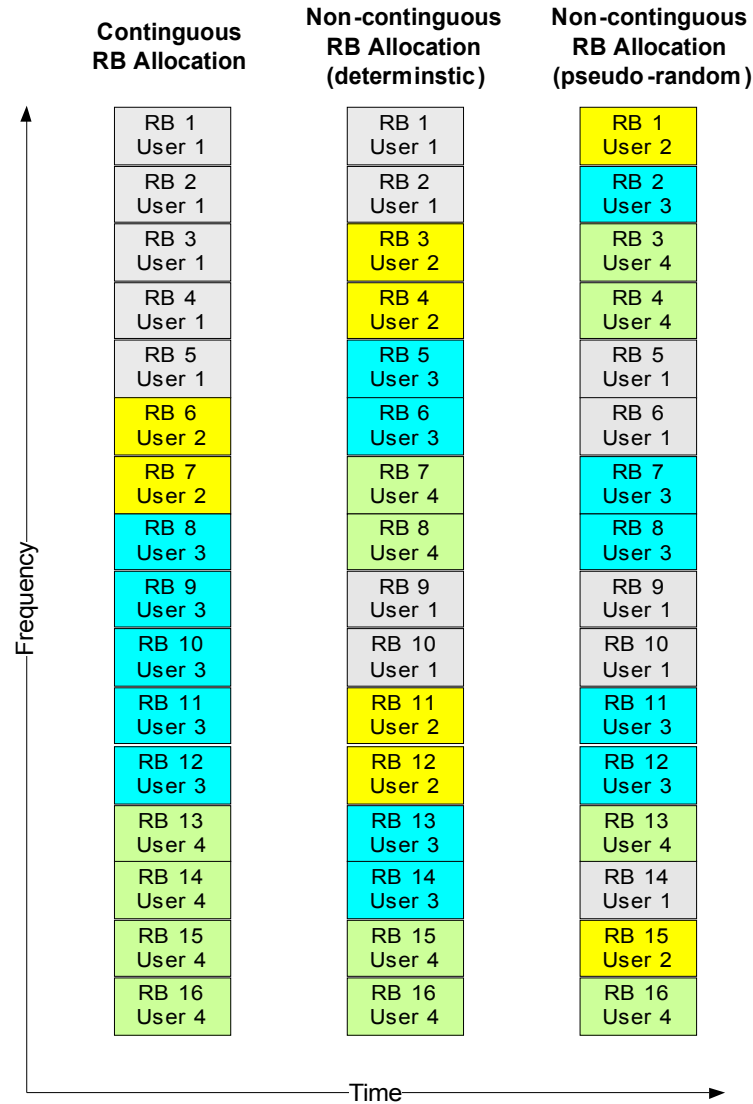 Continguous
RB Allocation
Non-continguous
RB Allocation
(determinstic)
Non-continguous
RB Allocation
(pseudo-random)
RB 1
User 1
RB 2
User 1
RB 3
User 1
RB 4
User 1
RB 5
User 1
RB 6
User 2
RB 7
User 2
RB 8
User 3
RB 9
User 3
RB 10
User 3
RB 11
User 3
RB 12
User 3
RB 13
User 4
RB 14
User 4
RB 15
User 4
RB 16
User 4
RB 1
User 1
RB 2
User 1
RB 3
User 2
RB 4
User 2
RB 5
User 3
RB 6
User 3
RB 7
User 4
RB 8
User 4
RB 9
User 1
RB 10
User 1
RB 11
User 2
RB 12
User 2
RB 13
User 3
RB 14
User 3
RB 15
User 4
RB 16
User 4
RB 1
User 2
RB 2
User 3
RB 3
User 4
RB 4
User 4
RB 5
User 1
RB 6
User 1
RB 7
User 3
RB 8
User 3
RB 9
User 1
RB 10
User 1
RB 11
User 3
RB 12
User 3
RB 13
User 4
RB 14
User 1
RB 15
User 2
RB 16
User 4
Frequency
Time